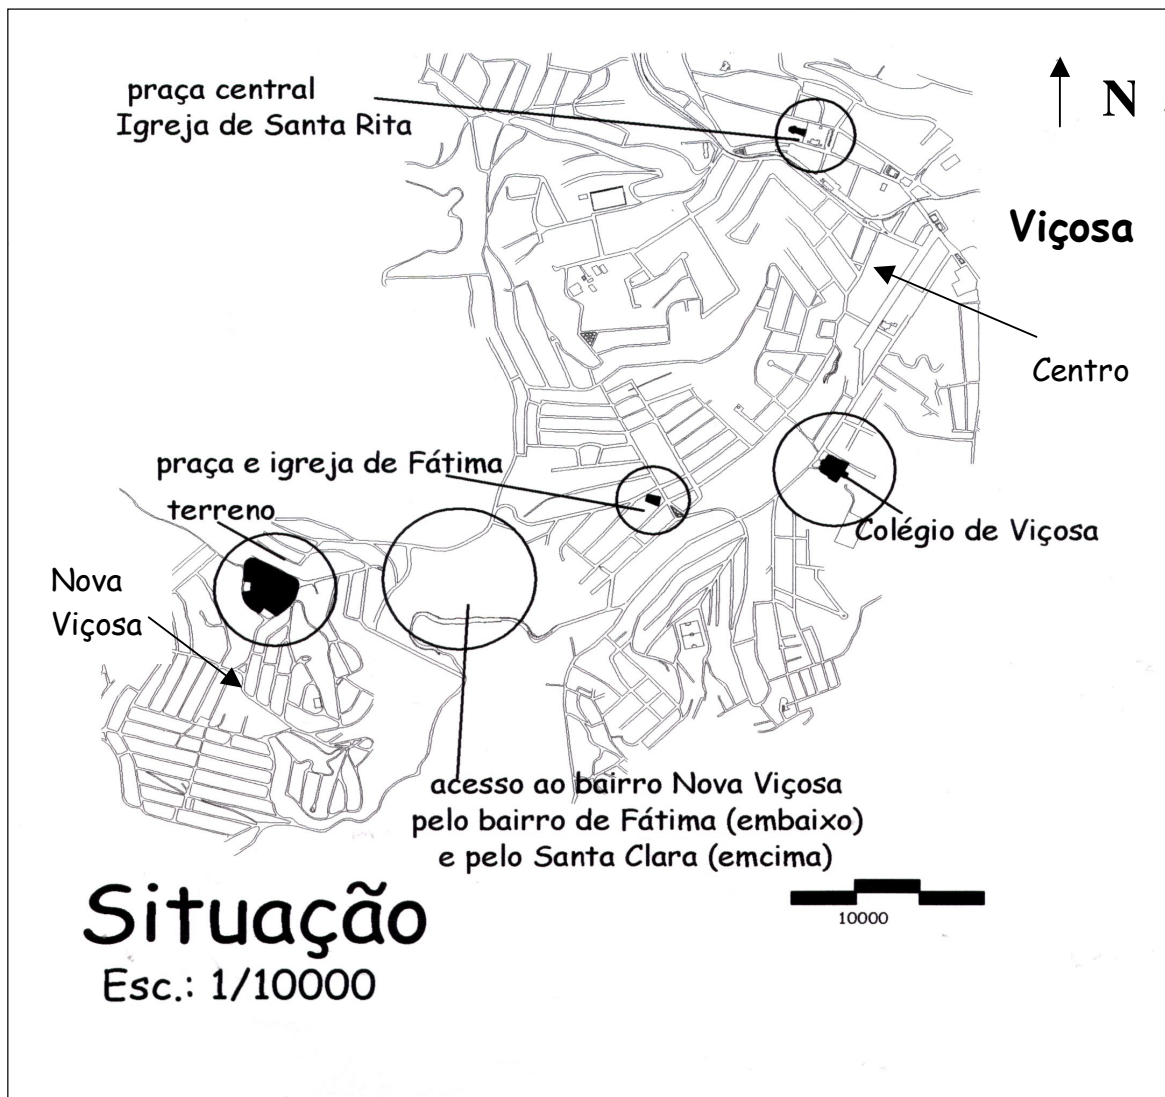 praça central
Igreja de Santa Rita
N
Viçosa
Centro
praça e igreja de Fátima
terreno
Colégio de Viçosa
Nova
Viçosa
acesso ao bairro Nova Viçosa
pelo bairro de Fátima (embaixo)
e pelo Santa Clara (emcima)
Situação
Esc.: 1/10000
10000